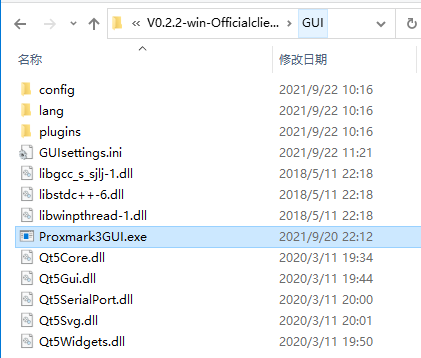 « V0.2.2-win-Officialclie... > GUI
名称 修改日期
config 2021/9/22 10:16
lang 2021/9/22 10:16
plugins 2021/9/22 10:16
GUIsettings.ini 2021/9/22 11:21
libgcc_s_sjlj-1.dll 2018/5/11 22:18
libstdc++-6.dll 2018/5/11 22:18
libwinpthread-1.dll 2018/5/11 22:18
Proxmark3GUI.exe 2021/9/20 22:12
Qt5Core.dll 2020/3/11 19:34
Qt5Gui.dll 2020/3/11 19:44
Qt5SerialPort.dll 2020/3/11 20:00
Qt5Svg.dll 2020/3/11 20:01
Qt5Widgets.dll 2020/3/11 19:50